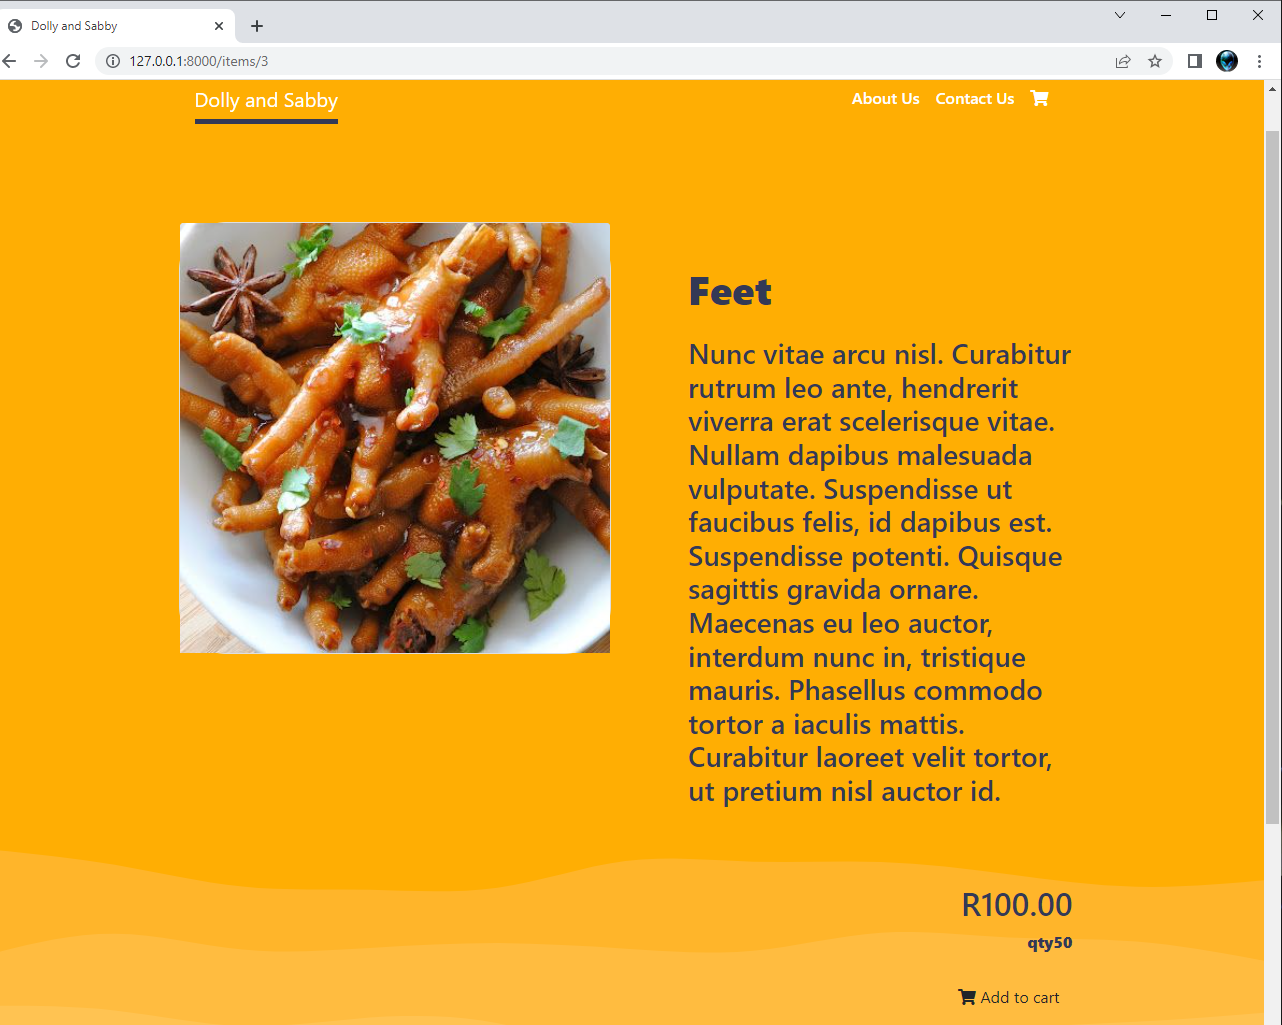 Dolly and Sabby
127.0.0.1:8000/items/3
Dolly and Sabby
About Us Contact Us
Feet
Nunc vitae arcu nisl. Curabitur
rutrum leo ante, hendrerit
viverra erat scelerisque vitae.
Nullam dapibus malesuada
vulputate. Suspendisse ut
faucibus felis, id dapibus est.
Suspendisse potenti. Quisque
sagittis gravida ornare.
Maecenas eu leo auctor,
interdum nunc in, tristique
mauris. Phasellus commodo
tortor a iaculis mattis.
Curabitur laoreet velit tortor,
ut pretium nisl auctor id.
R100.00
qty50
Add to cart